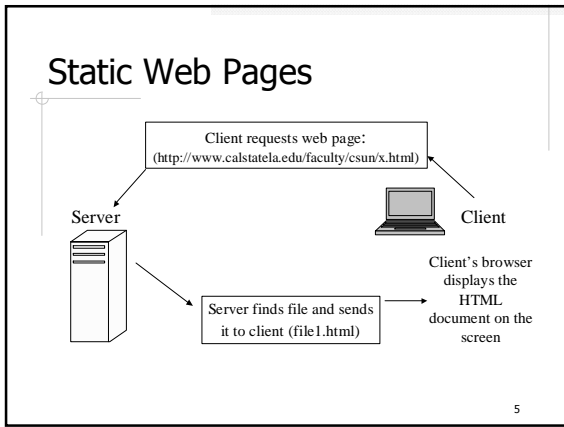 Static Web Pages
Client requests web page:
(http://www.calstatela.edu/faculty/csun/x.html)
Server
Client
Server finds file and sends
it to client (file1.html)
Client’s browser
displays the
HTML
document on the
screen
5